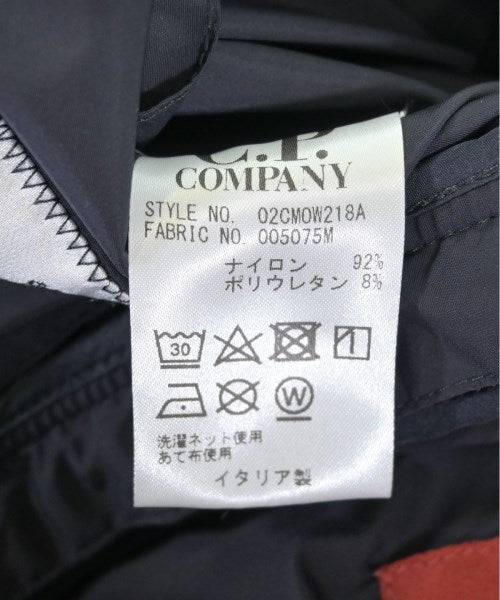 C.P.
COMPANY
STYLE NO. 02CMOW218A
FABRIC NO. 005075M
ナイロン 92%
ポリウレタン 8%
30
1
W
洗濯ネット使用
あて布使用
イタリア製